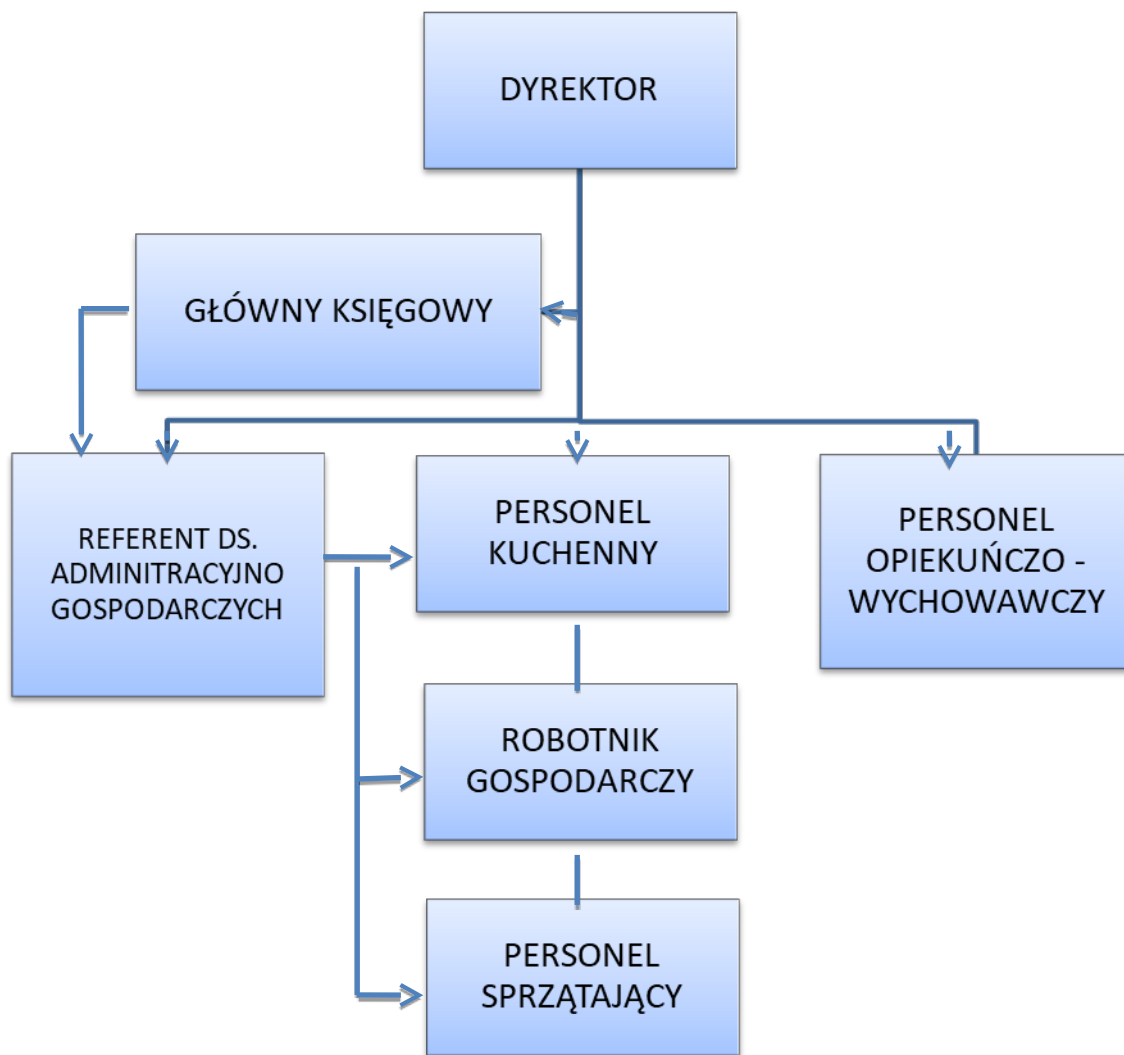 DYREKTOR
GŁÓWNY KSIĘGOWY
REFERENT DS.
ADMINITRACYJNO
GOSPODARCZYCH
PERSONEL
KUCHENNY
PERSONEL
OPIEKUŃCZO -
WYCHOWAWCZY
ROBOTNIK
GOSPODARCZY
PERSONEL
SPRZĄTAJĄCY